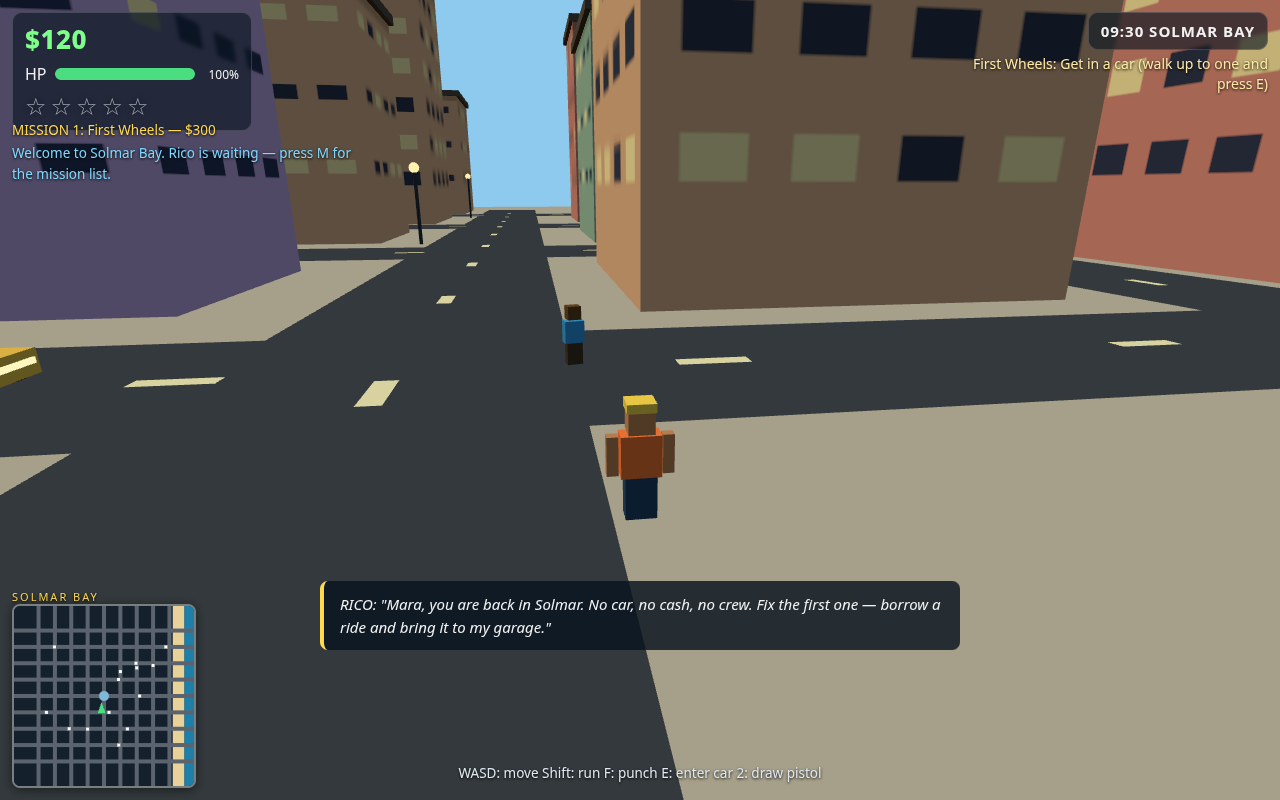 $120
HP 100%
MISSION 1: First Wheels — $300
Welcome to Solmar Bay. Rico is waiting — press M for
the mission list.
09:30 SOLMAR BAY
First Wheels: Get in a car (walk up to one and
press E)
SOLMAR BAY
RICO: "Mara, you are back in Solmar. No car, no cash, no crew. Fix the first one — borrow a
ride and bring it to my garage."
WASD: move Shift: run F: punch E: enter car 2: draw pistol